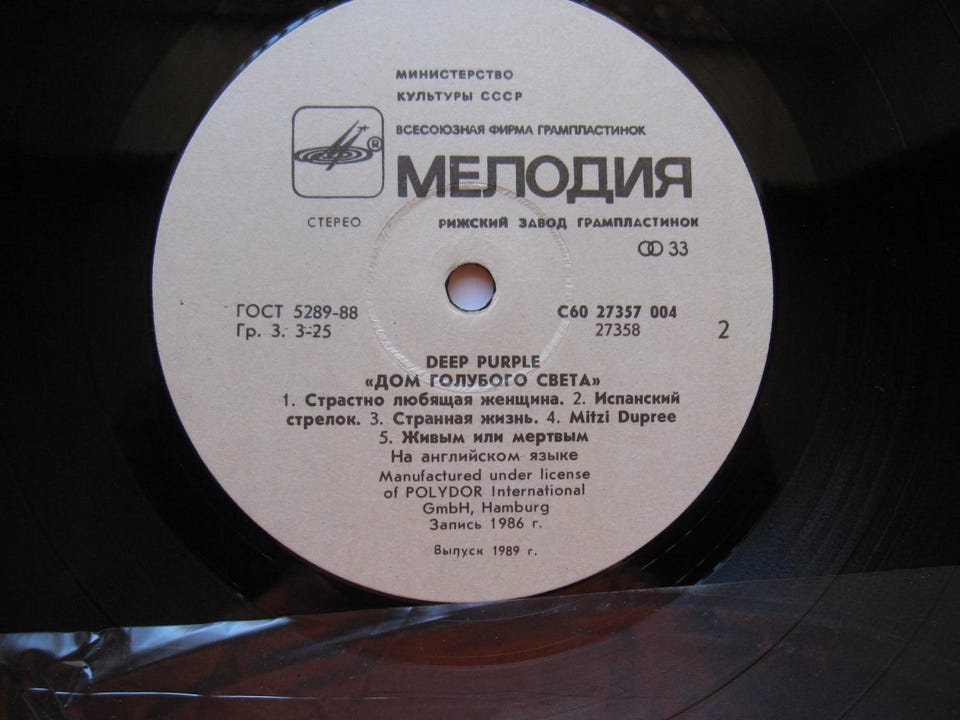 МИНИСТЕРСТВО
КУЛЬТУРЫ СССР
ВСЕСОЮЗНАЯ ФИРМА ГРАМПЛАСТИНОК
®
МЕЛОДИЯ
СТЕРЕО
РИЖСКИЙ ЗАВОД ГРАМПЛАСТИНОК
33
ГОСТ 5289-88
С60 27357 004
Гр. 3. 3-25
27358
2
DEEP PURPLE
«ДОМ ГОЛУБОГО СВЕТА»
1. Страстно любящая женщина. 2. Испанский
стрелок. 3. Странная жизнь. 4. Mitzi Dupree
5. Живым или мертвым
На английском языке
Manufactured under license
of POLYDOR International
GmbH, Hamburg
Запись 1986 г.
Выпуск 1989 г.